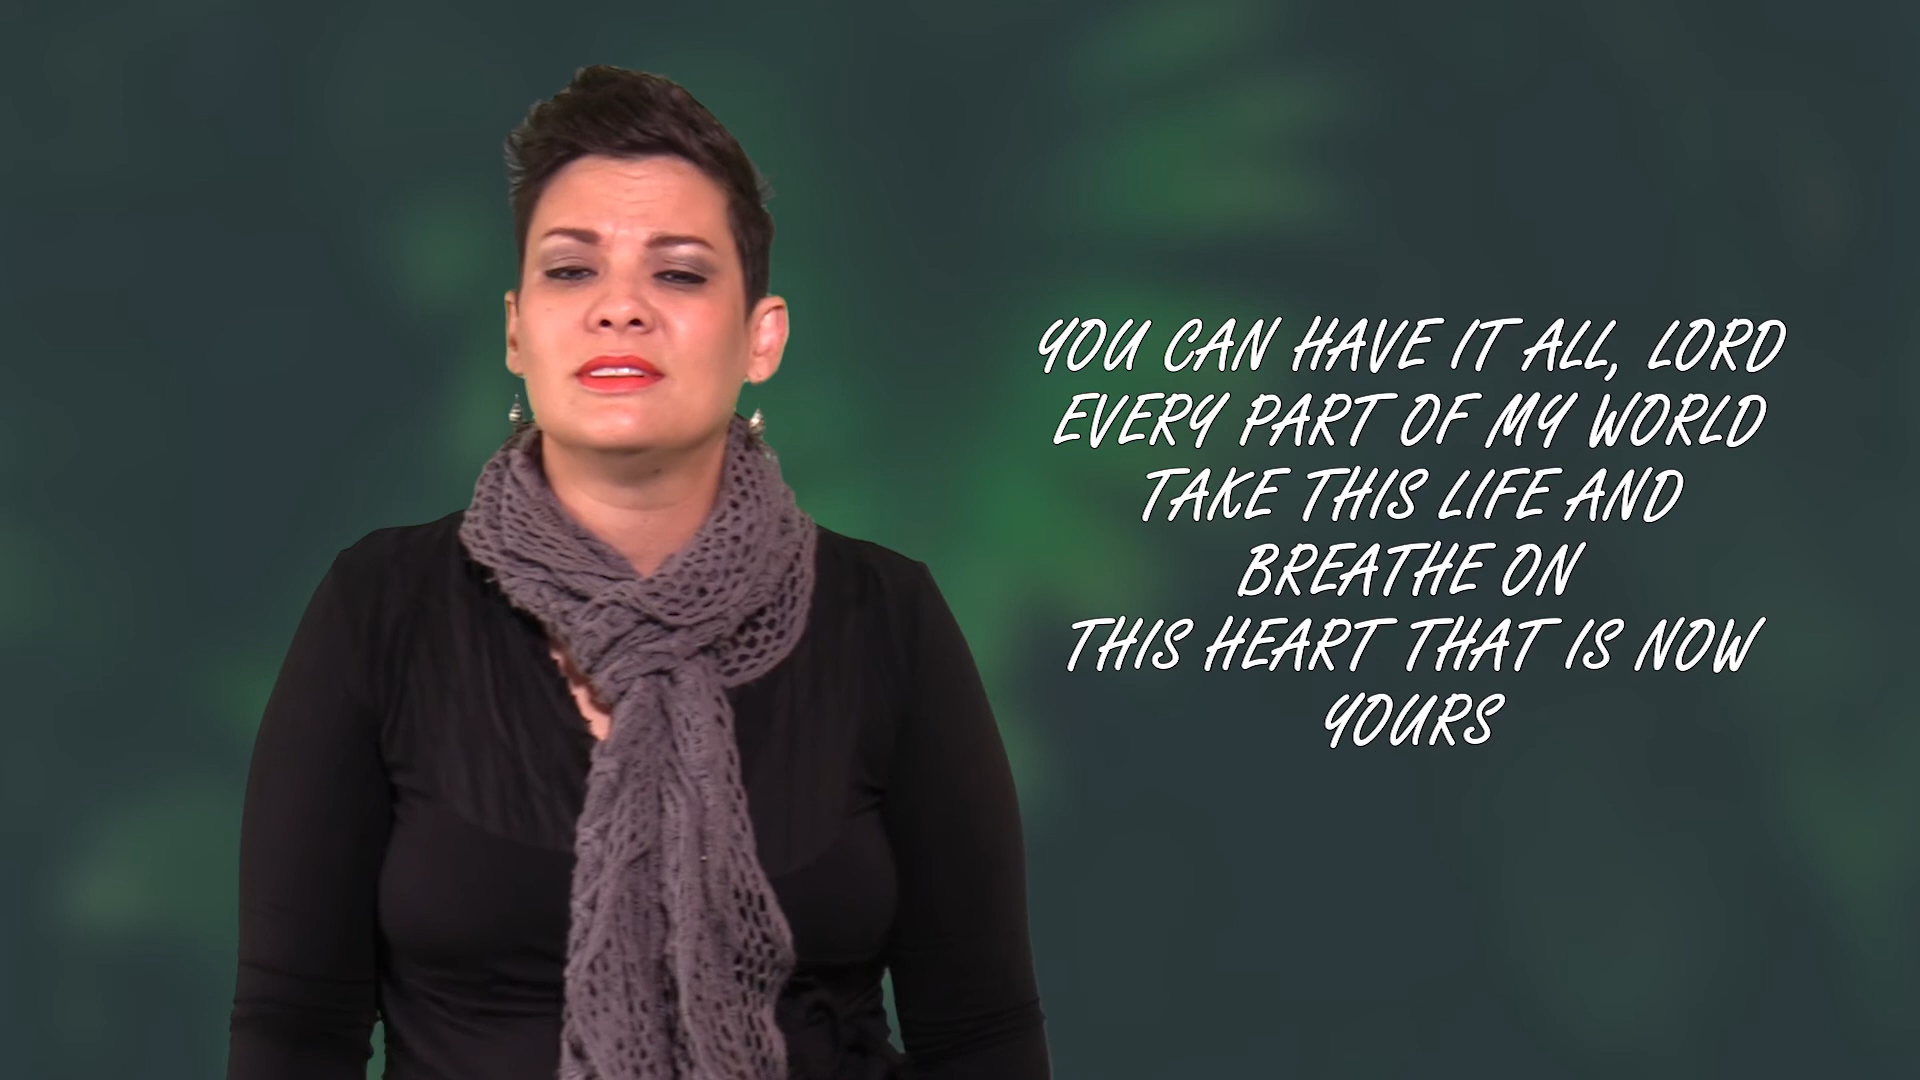 YOU CAN HAVE IT ALL, LORD
EVERY PART OF MY WORLD
TAKE THIS LIFE AND
BREATHE ON
THIS HEART THAT IS NOW
YOURS